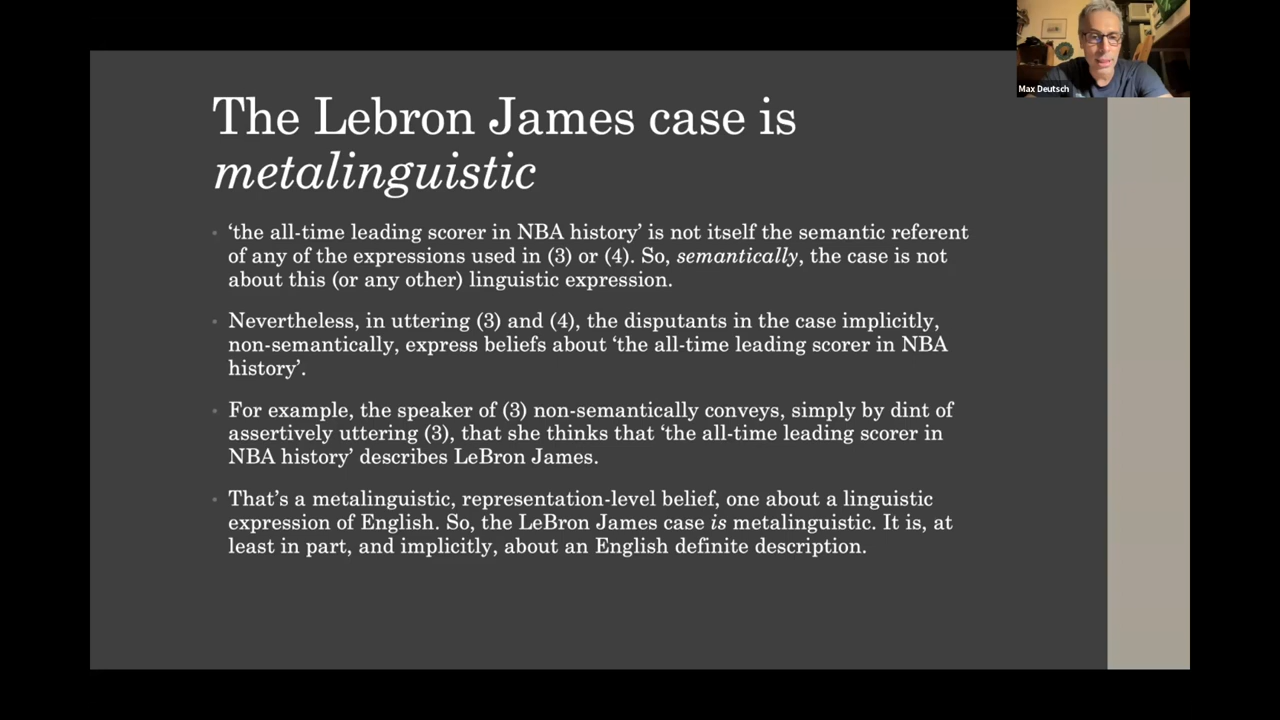 Max Deutsch
The Lebron James case is
metalinguistic
• ‘the all-time leading scorer in NBA history’ is not itself the semantic referent
of any of the expressions used in (3) or (4). So, semantically, the case is not
about this (or any other) linguistic expression.
• Nevertheless, in uttering (3) and (4), the disputants in the case implicitly,
non-semantically, express beliefs about ‘the all-time leading scorer in NBA
history’.
• For example, the speaker of (3) non-semantically conveys, simply by dint of
assertively uttering (3), that she thinks that ‘the all-time leading scorer in
NBA history’ describes LeBron James.
• That’s a metalinguistic, representation-level belief, one about a linguistic
expression of English. So, the LeBron James case is metalinguistic. It is, at
least in part, and implicitly, about an English definite description.